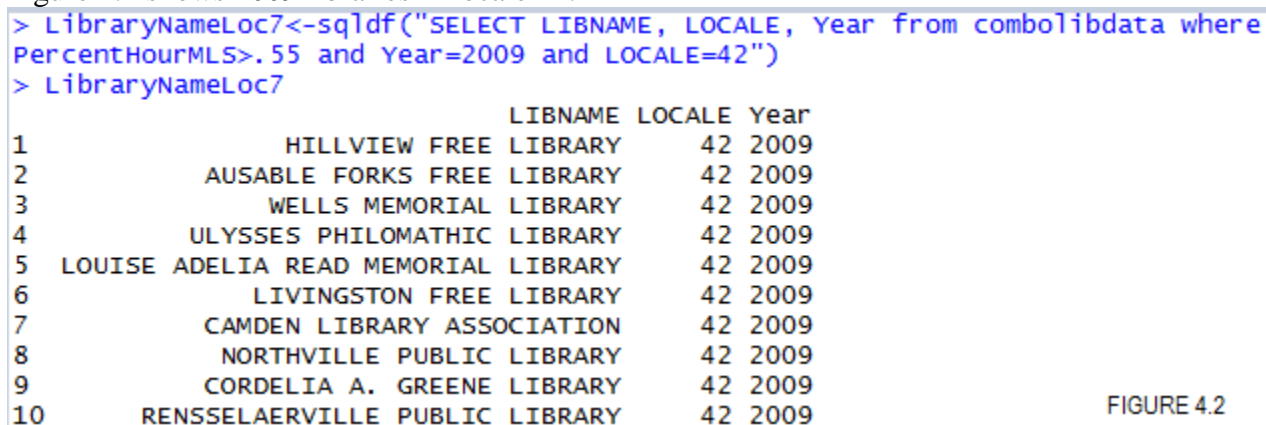 > LibraryNameLoc7<-sqldf("SELECT LIBNAME, LOCALE, Year from combolibdata where
PercentHourMLS>.55 and Year=2009 and LOCALE=42")
> LibraryNameLoc7
LIBNAME LOCALE Year
1 HILLVIEW FREE LIBRARY 42 2009
2 AUSABLE FORKS FREE LIBRARY 42 2009
3 WELLS MEMORIAL LIBRARY 42 2009
4 ULYSSES PHILOMATHIC LIBRARY 42 2009
5 LOUISE ADELIA READ MEMORIAL LIBRARY 42 2009
6 LIVINGSTON FREE LIBRARY 42 2009
7 CAMDEN LIBRARY ASSOCIATION 42 2009
8 NORTHVILLE PUBLIC LIBRARY 42 2009
9 CORDELIA A. GREENE LIBRARY 42 2009
10 RENSSELAERVILLE PUBLIC LIBRARY 42 2009
FIGURE 4.2